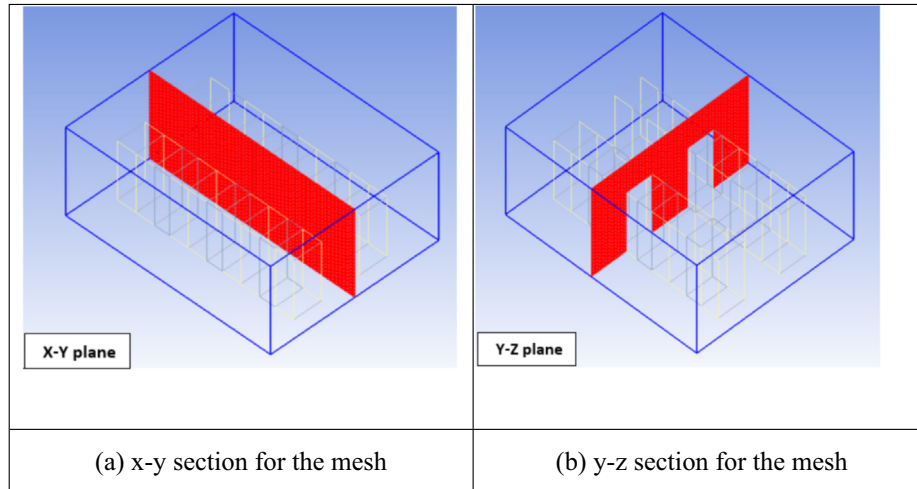 X-Y plane
Y-Z plane
(a) x-y section for the mesh
(b) y-z section for the mesh